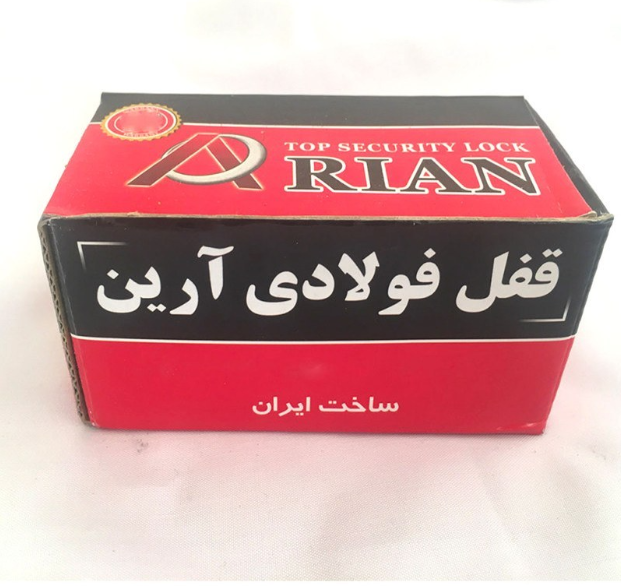 TOP SECURITY LOCK
ARIAN
قفل فولادی آرین
ساخت ایران